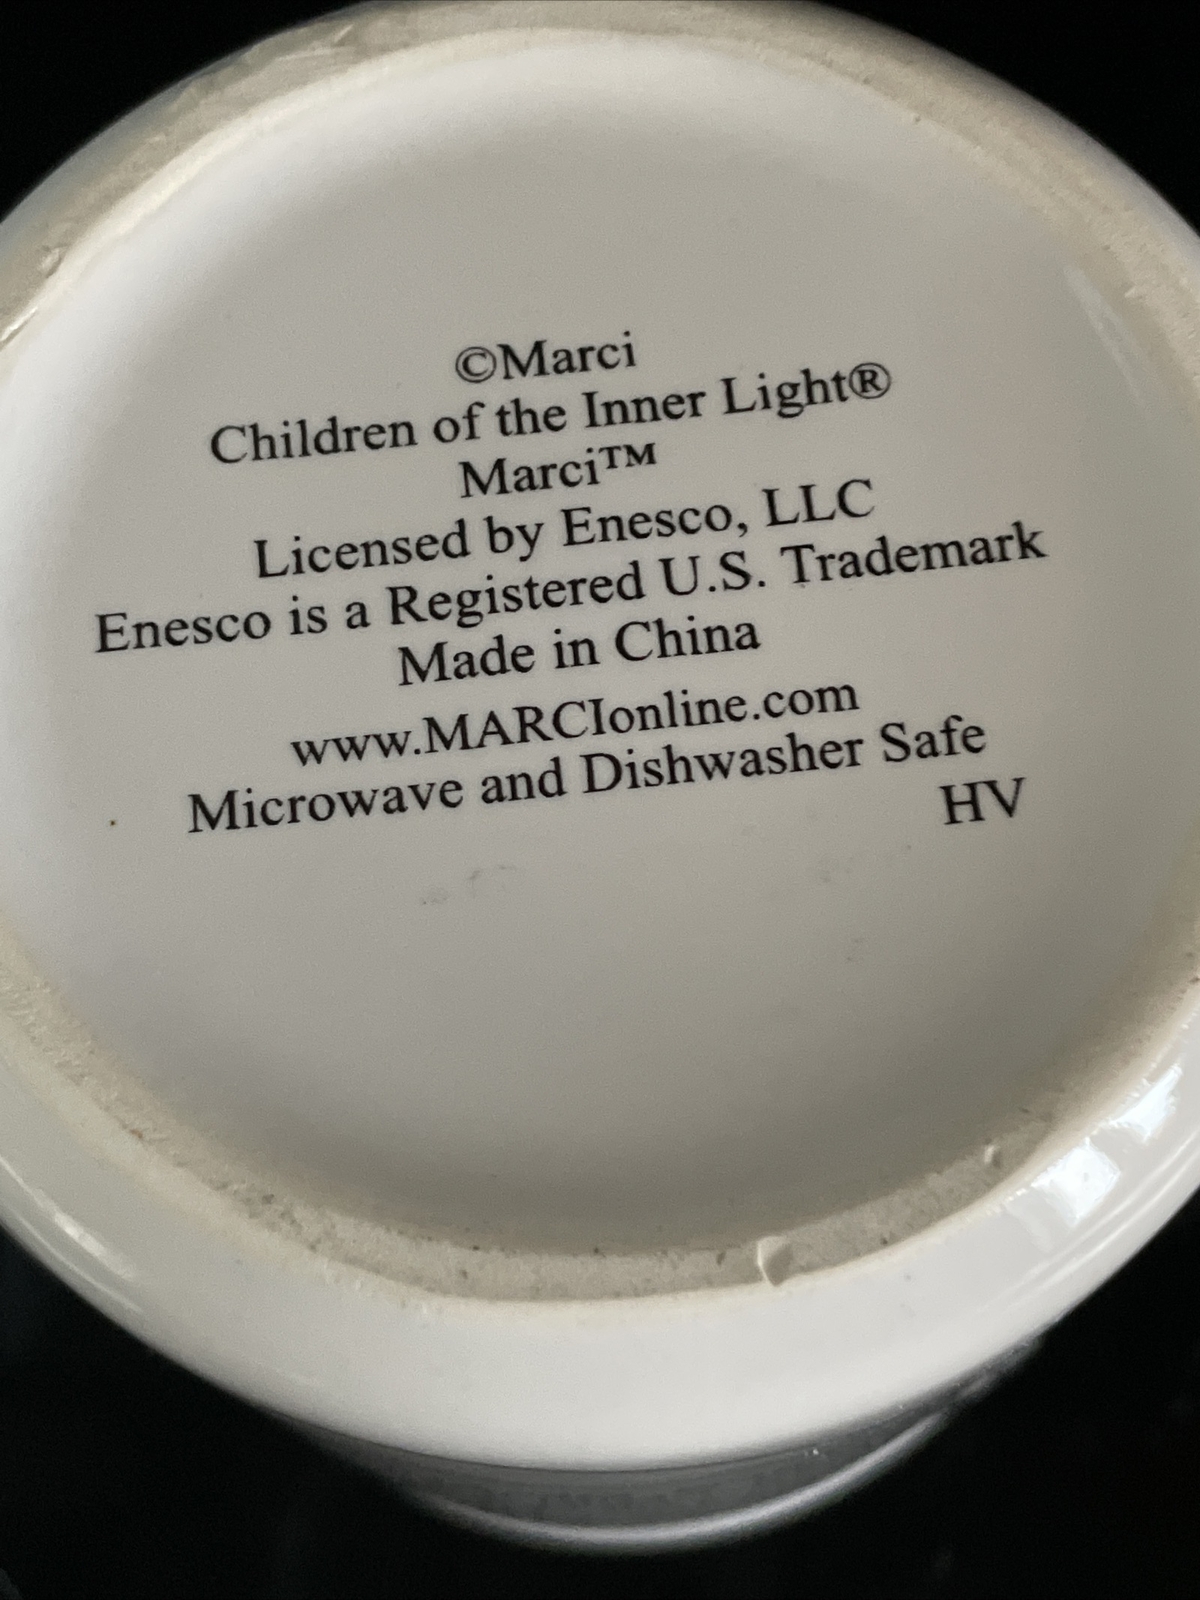 ©Marci
Children of the Inner Light®
Marci™
Licensed by Enesco, LLC
Enesco is a Registered U.S. Trademark
Made in China
www.MARCIonline.com
Microwave and Dishwasher Safe
HV